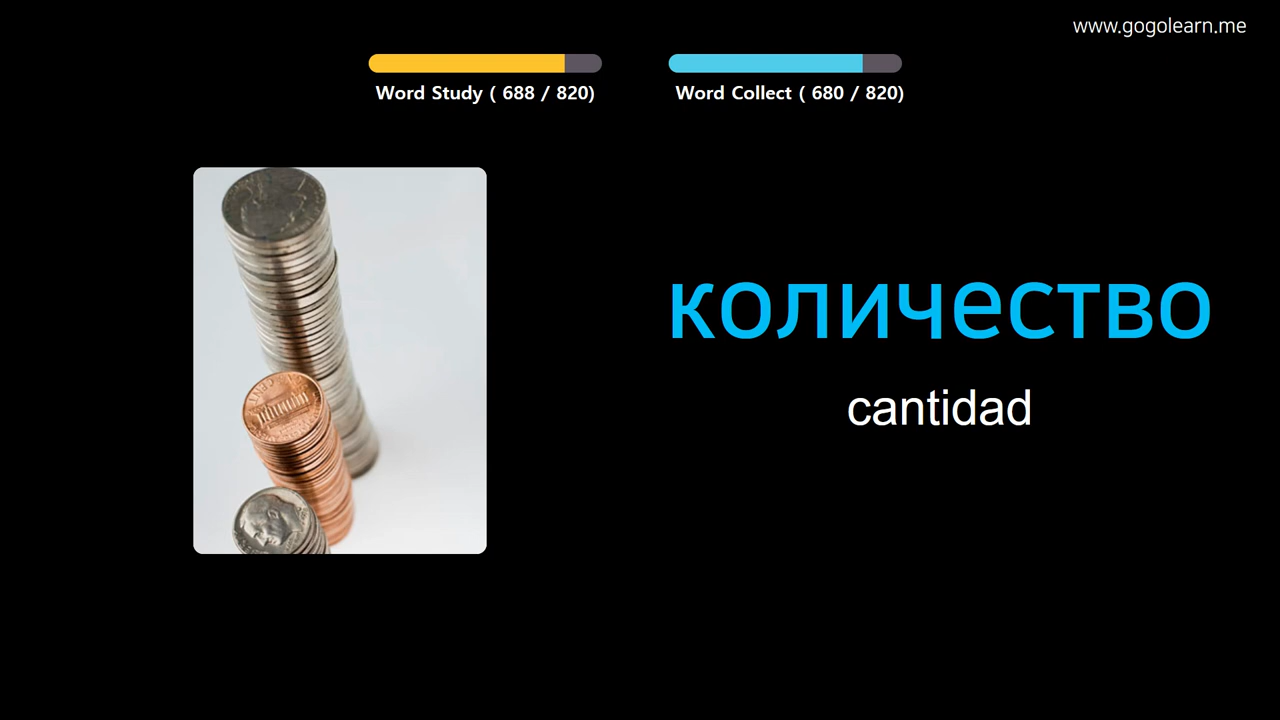 www.gogolearn.me
Word Study ( 688 / 820)
Word Collect ( 680 / 820)
количество
cantidad